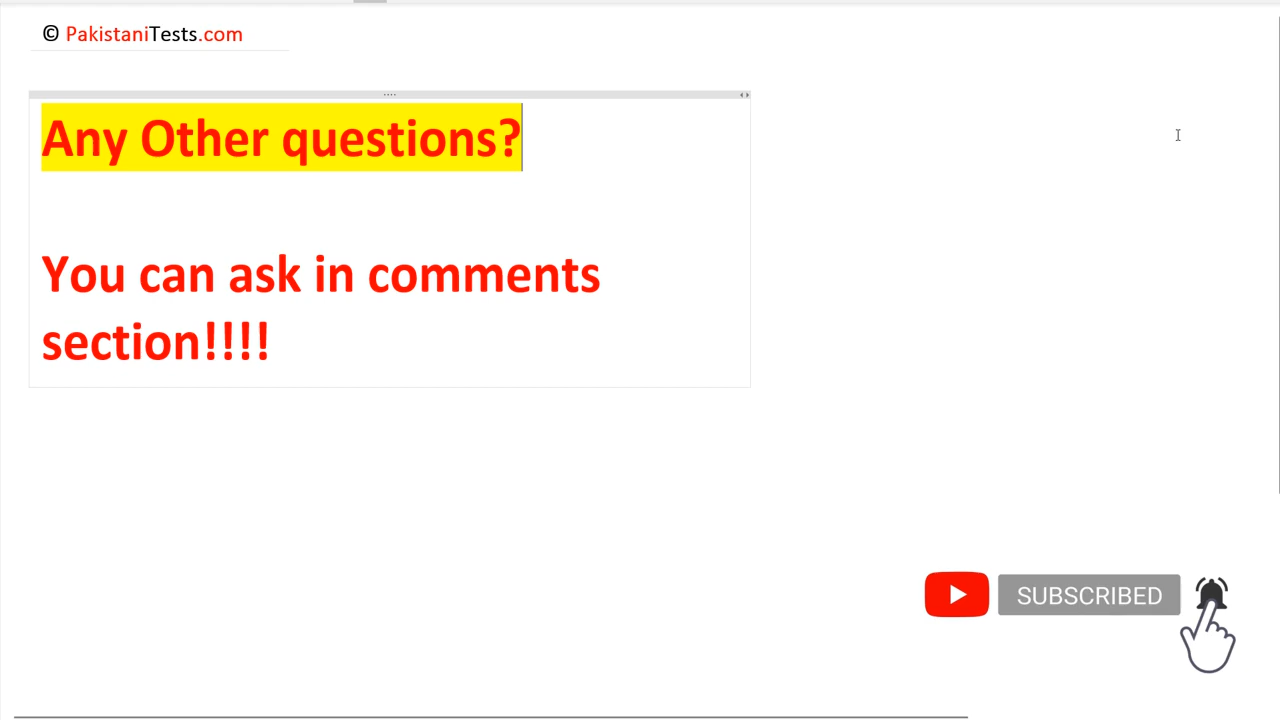 © PakistaniTests.com
Any Other questions?
You can ask in comments
section!!!!
SUBSCRIBED